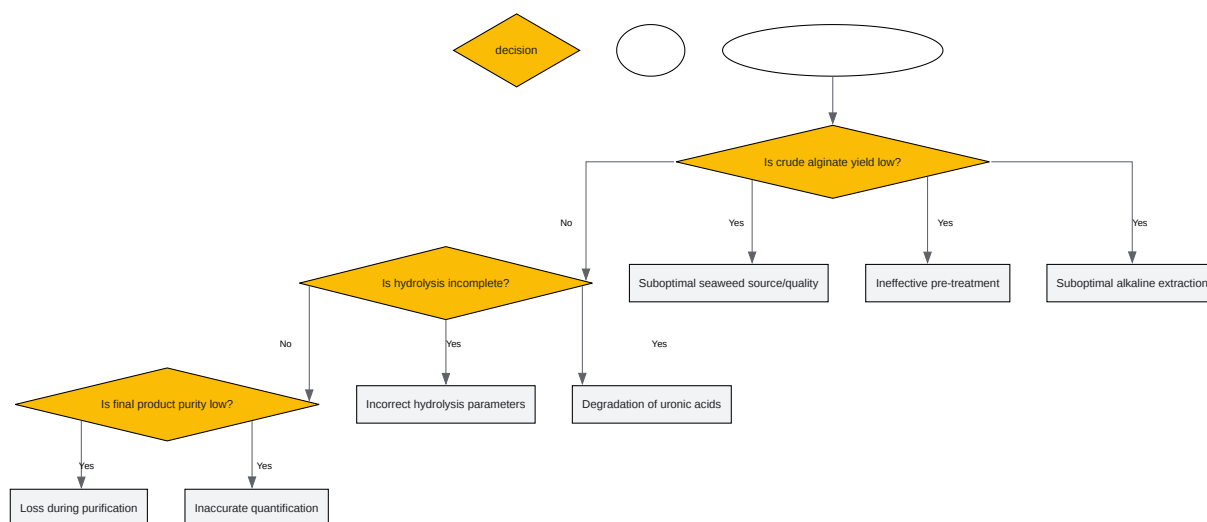 decision
Is crude alginate yield low?
No
Yes
Yes
Yes
Is hydrolysis incomplete?
Suboptimal seaweed source/quality
Ineffective pre-treatment
Suboptimal alkaline extraction
No
Yes
Yes
Is final product purity low?
Incorrect hydrolysis parameters
Degradation of uronic acids
Yes
Yes
Loss during purification
Inaccurate quantification